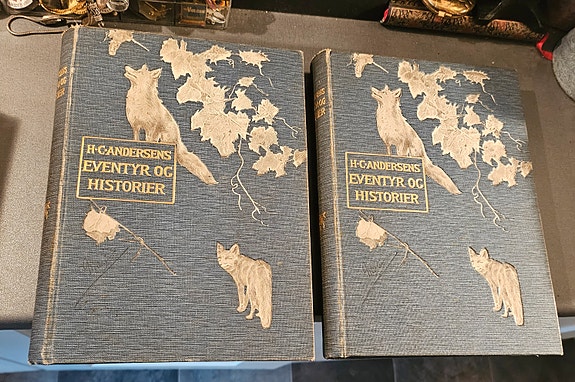 H·C·ANDERSENS
EVENTYR OG
HISTORIER
H·C·ANDERSENS
EVENTYR OG
HISTORIER